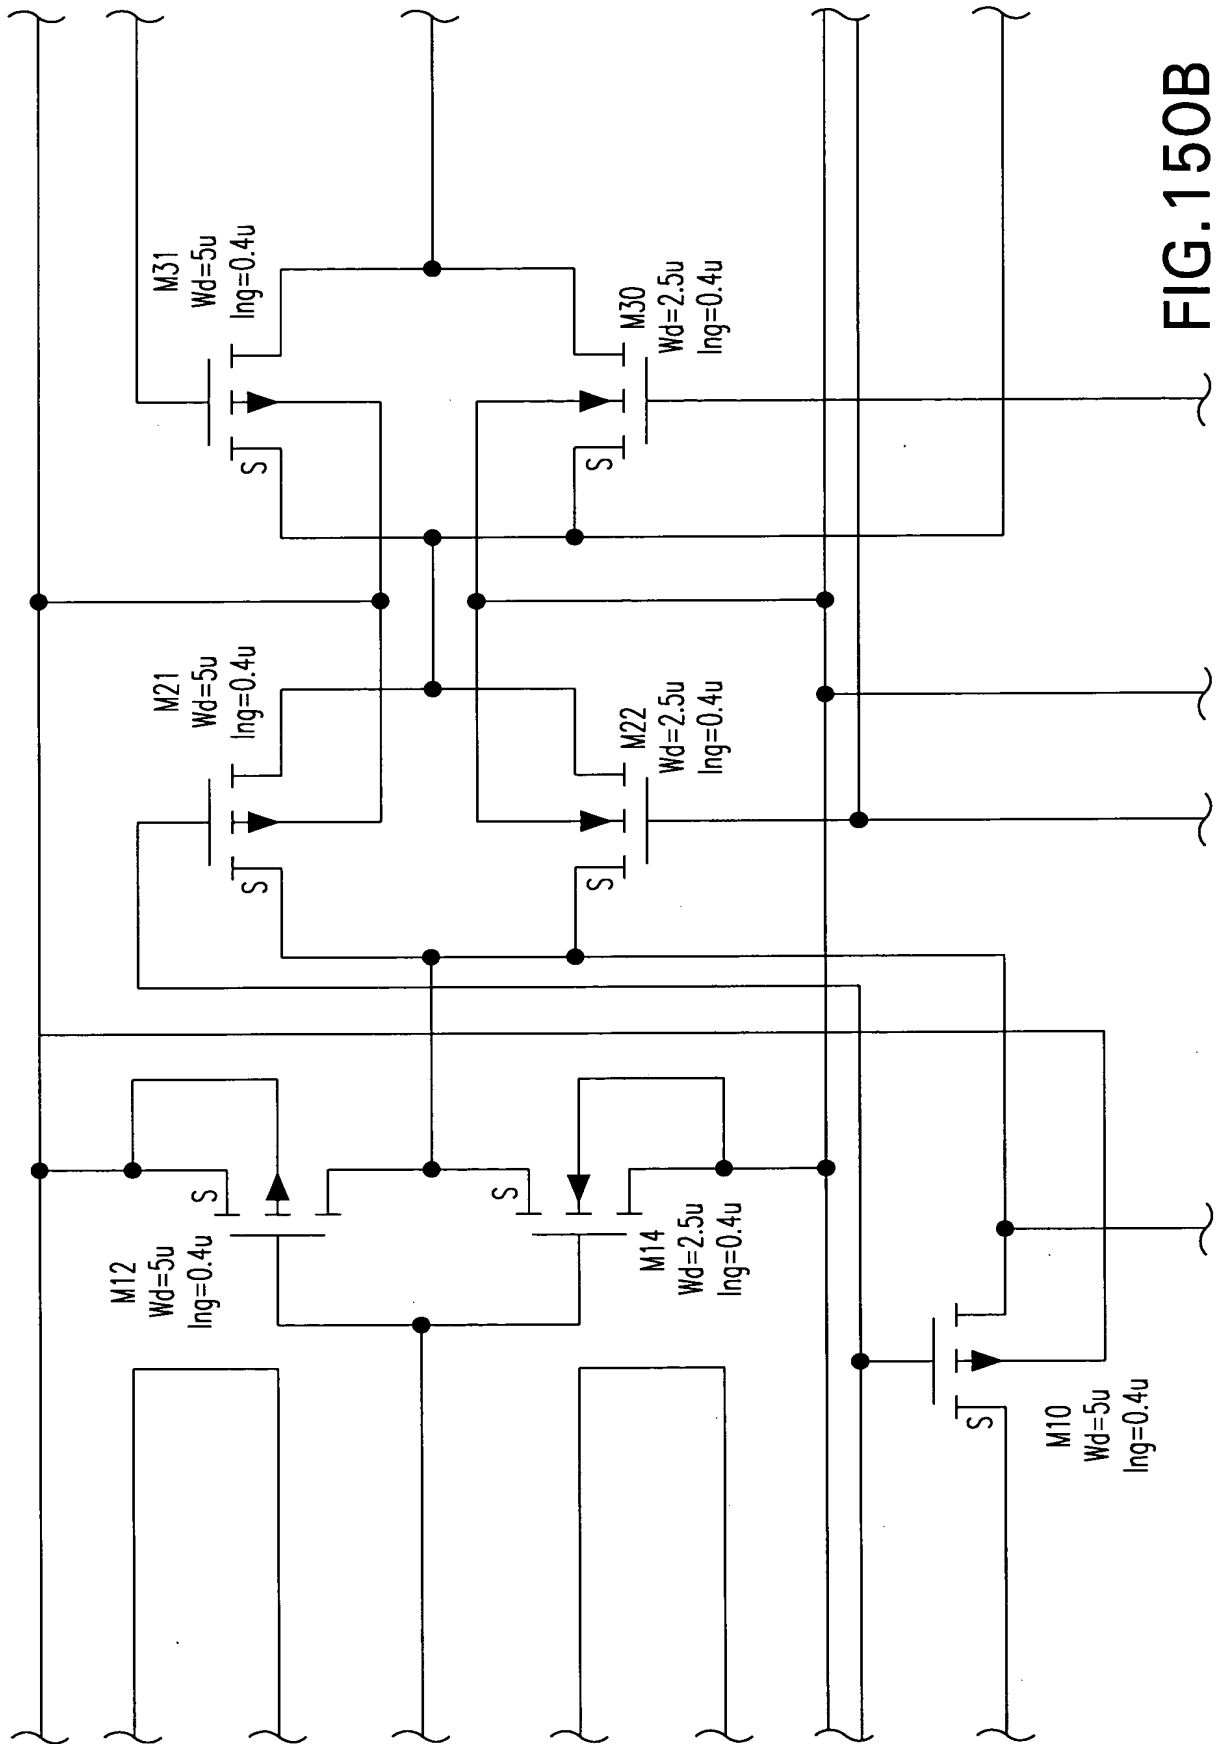 M12
Wd=5u
lng=0.4u
S
M21
Wd=5u
lng=0.4u
S
M31
Wd=5u
lng=0.4u
S
S
M14
Wd=2.5u
lng=0.4u
S
M22
Wd=2.5u
lng=0.4u
S
M30
Wd=2.5u
lng=0.4u
S
M10
Wd=5u
lng=0.4u
FIG.150B